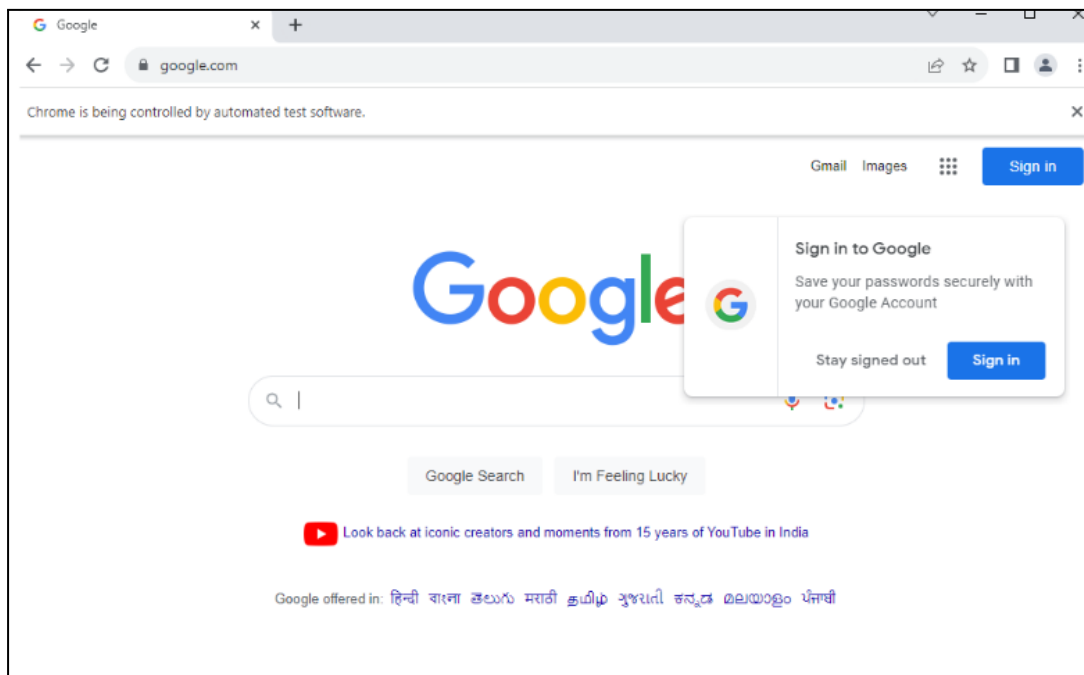 Google
google.com
Chrome is being controlled by automated test software.
Gmail Images Sign in
Google
Sign in to Google
Save your passwords securely with
your Google Account
Stay signed out Sign in
Google Search I'm Feeling Lucky
Look back at iconic creators and moments from 15 years of YouTube in India
Google offered in: हिन्दी বাংলা తెలుగు मराठी தமிழ் ગુજરાતી ಕನ್ನಡ മലയാളം ਪੰਜਾਬੀ